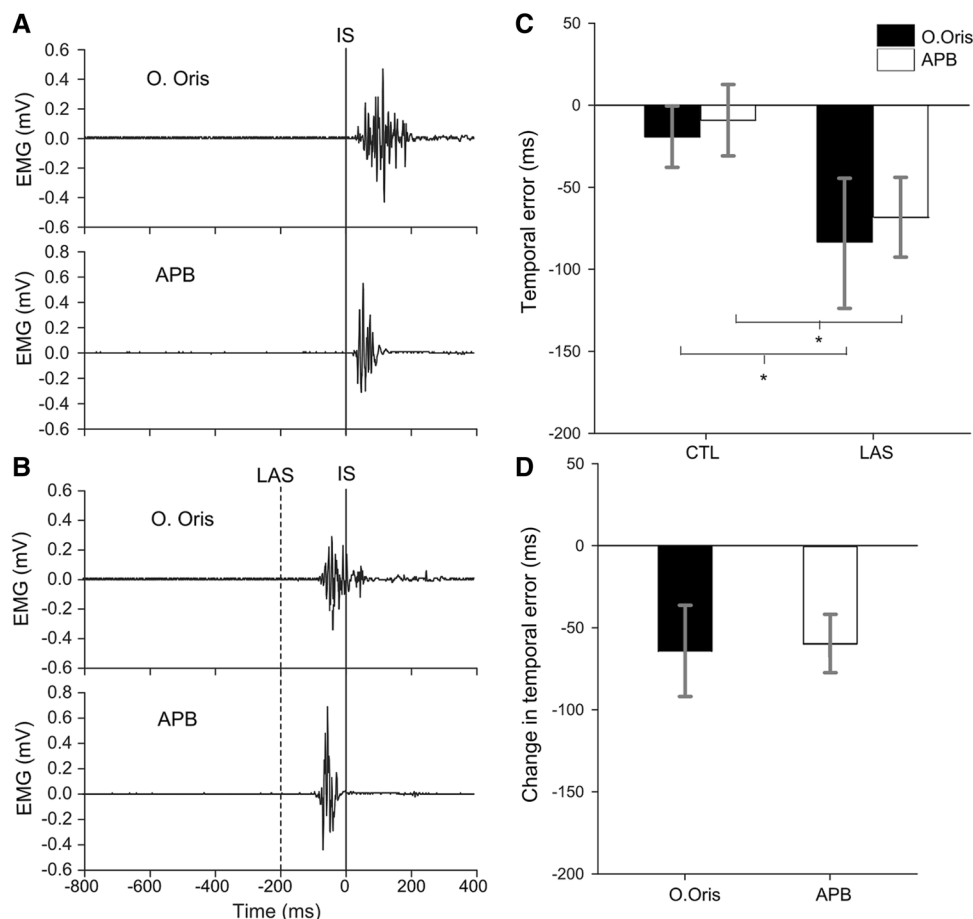 A
IS
O. Oris
EMG (mV)
0.6
0.4
0.2
0.0
-0.2
-0.4
-0.6
APB
EMG (mV)
0.8
0.6
0.4
0.2
0.0
-0.2
-0.4
-0.6
B
LAS
IS
O. Oris
EMG (mV)
0.6
0.4
0.2
0.0
-0.2
-0.4
-0.6
APB
EMG (mV)
0.8
0.6
0.4
0.2
0.0
-0.2
-0.4
-0.6
-800 -600 -400 -200 0 200 400
Time (ms)
C
O.Oris
APB
Temporal error (ms)
50
0
-50
-100
-150
-200
*
*
CTL LAS
D
Change in temporal error (ms)
50
0
-50
-100
-150
-200
O.Oris APB